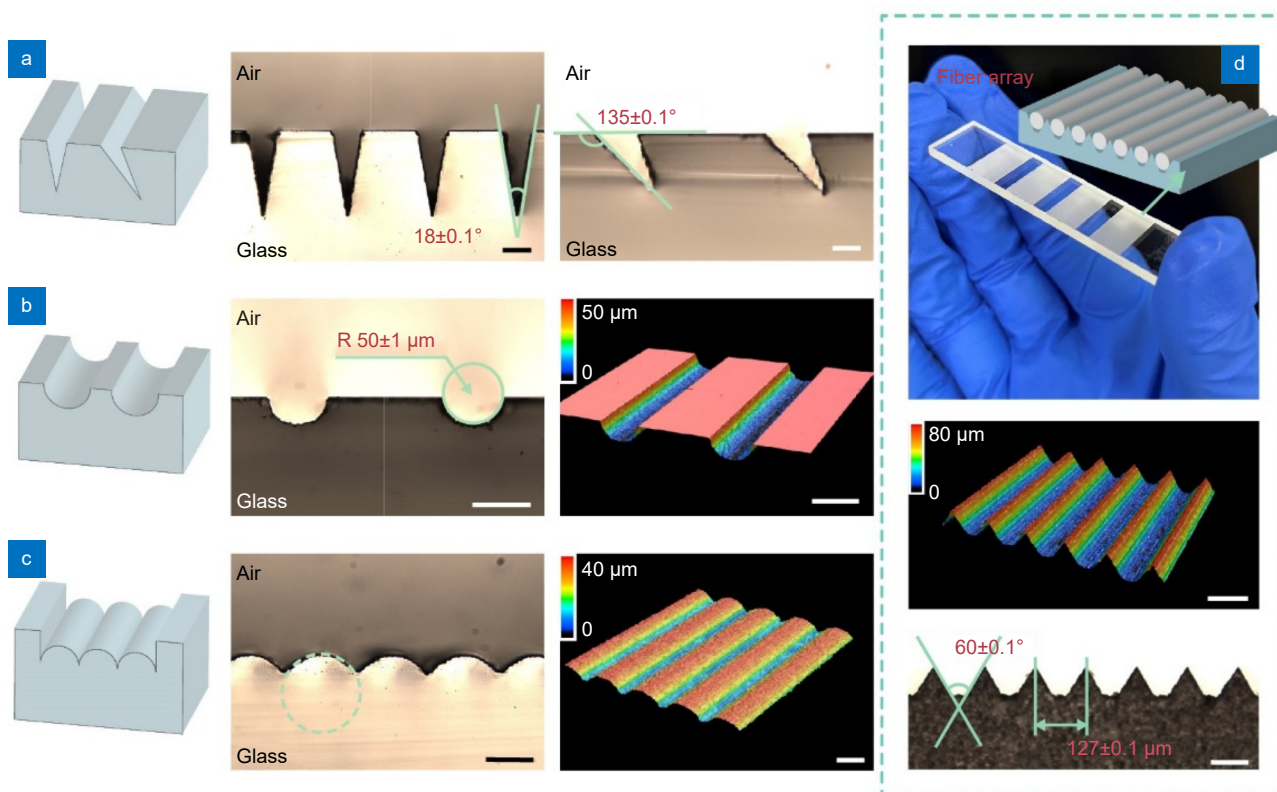 a
Air
18±0.1°
Glass
Air
135±0.1°
Glass
b
Air
R 50±1 µm
Glass
50 µm
0
c
Air
Glass
40 µm
0
d
Fiber array
80 µm
0
60±0.1°
127±0.1 µm